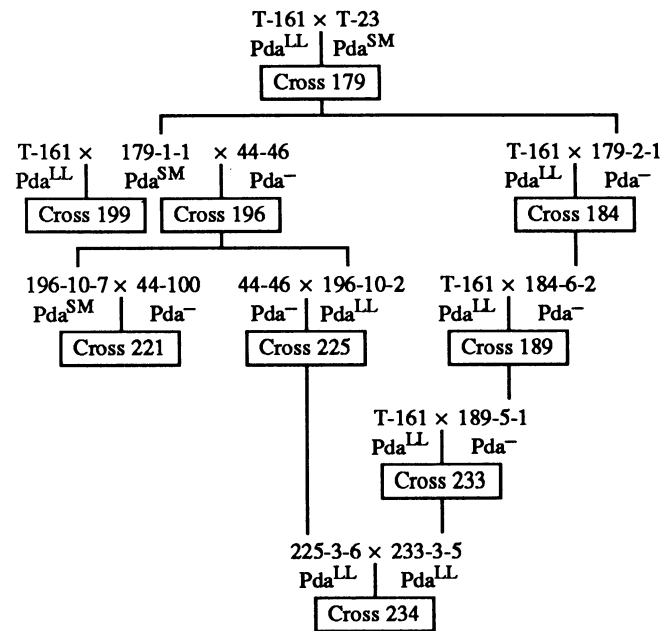 T-161 × T-23
Pda^LL Pda^SM
Cross 179
T-161 × 179-1-1 × 44-46 T-161 × 179-2-1
Pda^LL Pda^SM Pda^– Pda^LL Pda^–
Cross 199 Cross 196 Cross 184
196-10-7 × 44-100 44-46 × 196-10-2 T-161 × 184-6-2
Pda^SM Pda^– Pda^– Pda^LL Pda^LL Pda^–
Cross 221 Cross 225 Cross 189
T-161 × 189-5-1
Pda^LL Pda^–
Cross 233
225-3-6 × 233-3-5
Pda^LL Pda^LL
Cross 234